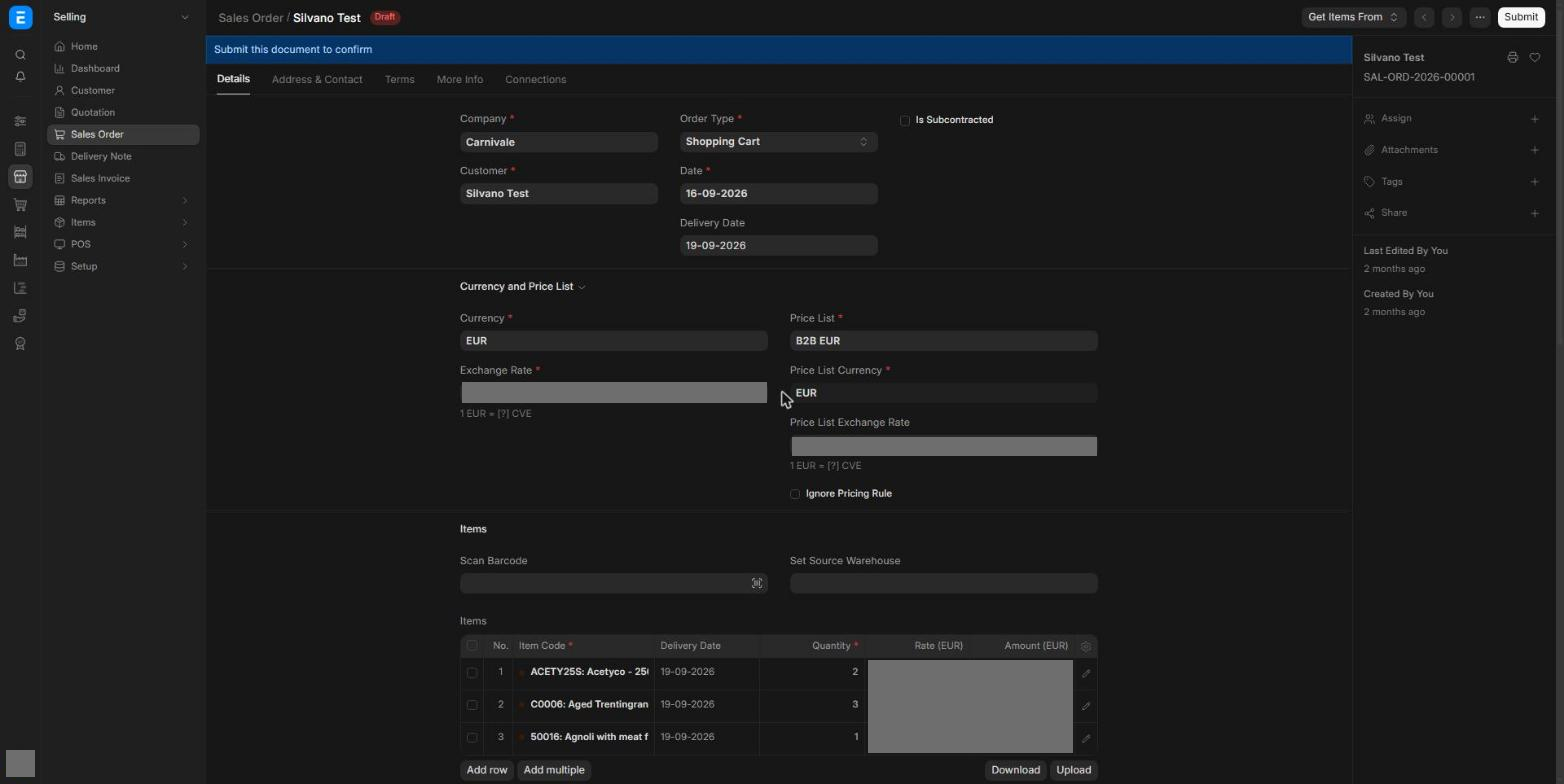 Selling
Sales Order / Silvano Test Draft
Get Items From
Submit
Home
Dashboard
Customer
Quotation
Sales Order
Delivery Note
Sales Invoice
Reports
Items
POS
Setup
Submit this document to confirm
Details Address & Contact Terms More Info Connections
Company * Order Type * Is Subcontracted
Carnivale Shopping Cart
Customer * Date *
Silvano Test 16-09-2026
Delivery Date
19-09-2026
Currency and Price List
Currency * Price List *
EUR B2B EUR
Exchange Rate * Price List Currency *
EUR
1 EUR = [?] CVE
Price List Exchange Rate
1 EUR = [?] CVE
Ignore Pricing Rule
Items
Scan Barcode Set Source Warehouse
Items
No. Item Code * Delivery Date Quantity * Rate (EUR) Amount (EUR)
1 ACETY25S: Acetyco - 25 19-09-2026 2
2 C0006: Aged Trentingran 19-09-2026 3
3 50016: Agnoli with meat f 19-09-2026 1
Add row Add multiple Download Upload
Silvano Test
SAL-ORD-2026-00001
Assign
Attachments
Tags
Share
Last Edited By You
2 months ago
Created By You
2 months ago